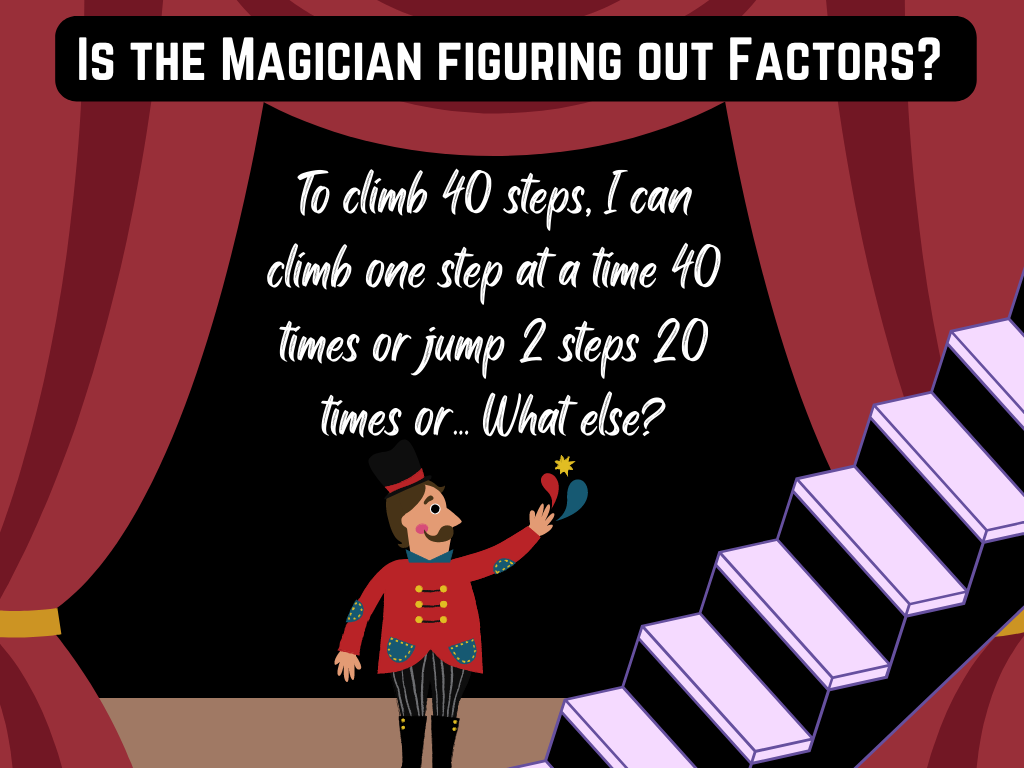 Is the Magician figuring out Factors?
To climb 40 steps, I can
climb one step at a time 40
times or jump 2 steps 20
times or... What else?